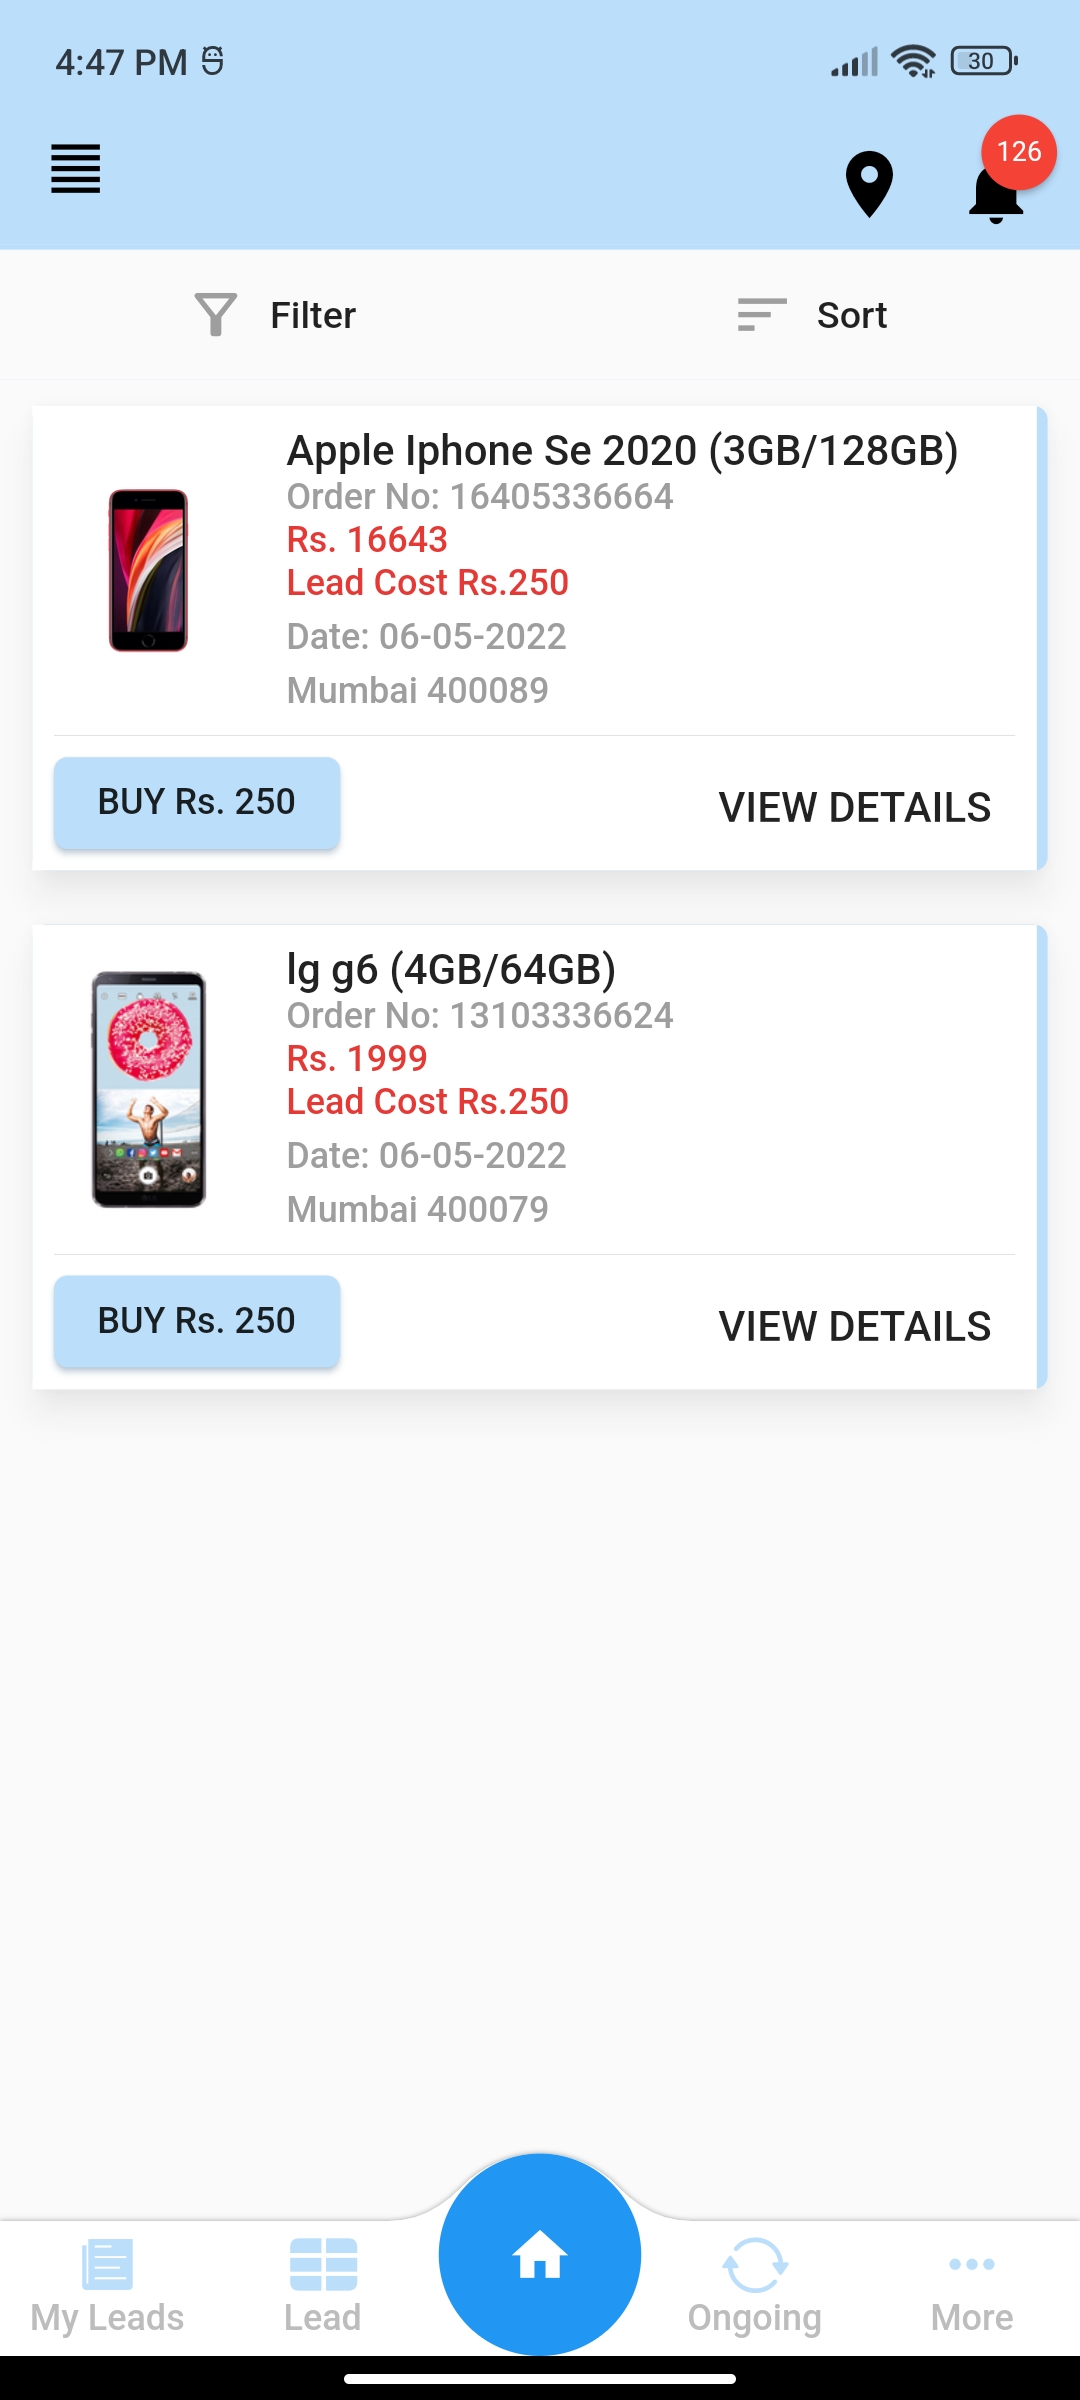 4:47 PM
30
126
Filter
Sort
Apple Iphone Se 2020 (3GB/128GB)
Order No: 16405336664
Rs. 16643
Lead Cost Rs.250
Date: 06-05-2022
Mumbai 400089
BUY Rs. 250
VIEW DETAILS
lg g6 (4GB/64GB)
Order No: 13103336624
Rs. 1999
Lead Cost Rs.250
Date: 06-05-2022
Mumbai 400079
BUY Rs. 250
VIEW DETAILS
My Leads
Lead
Ongoing
More